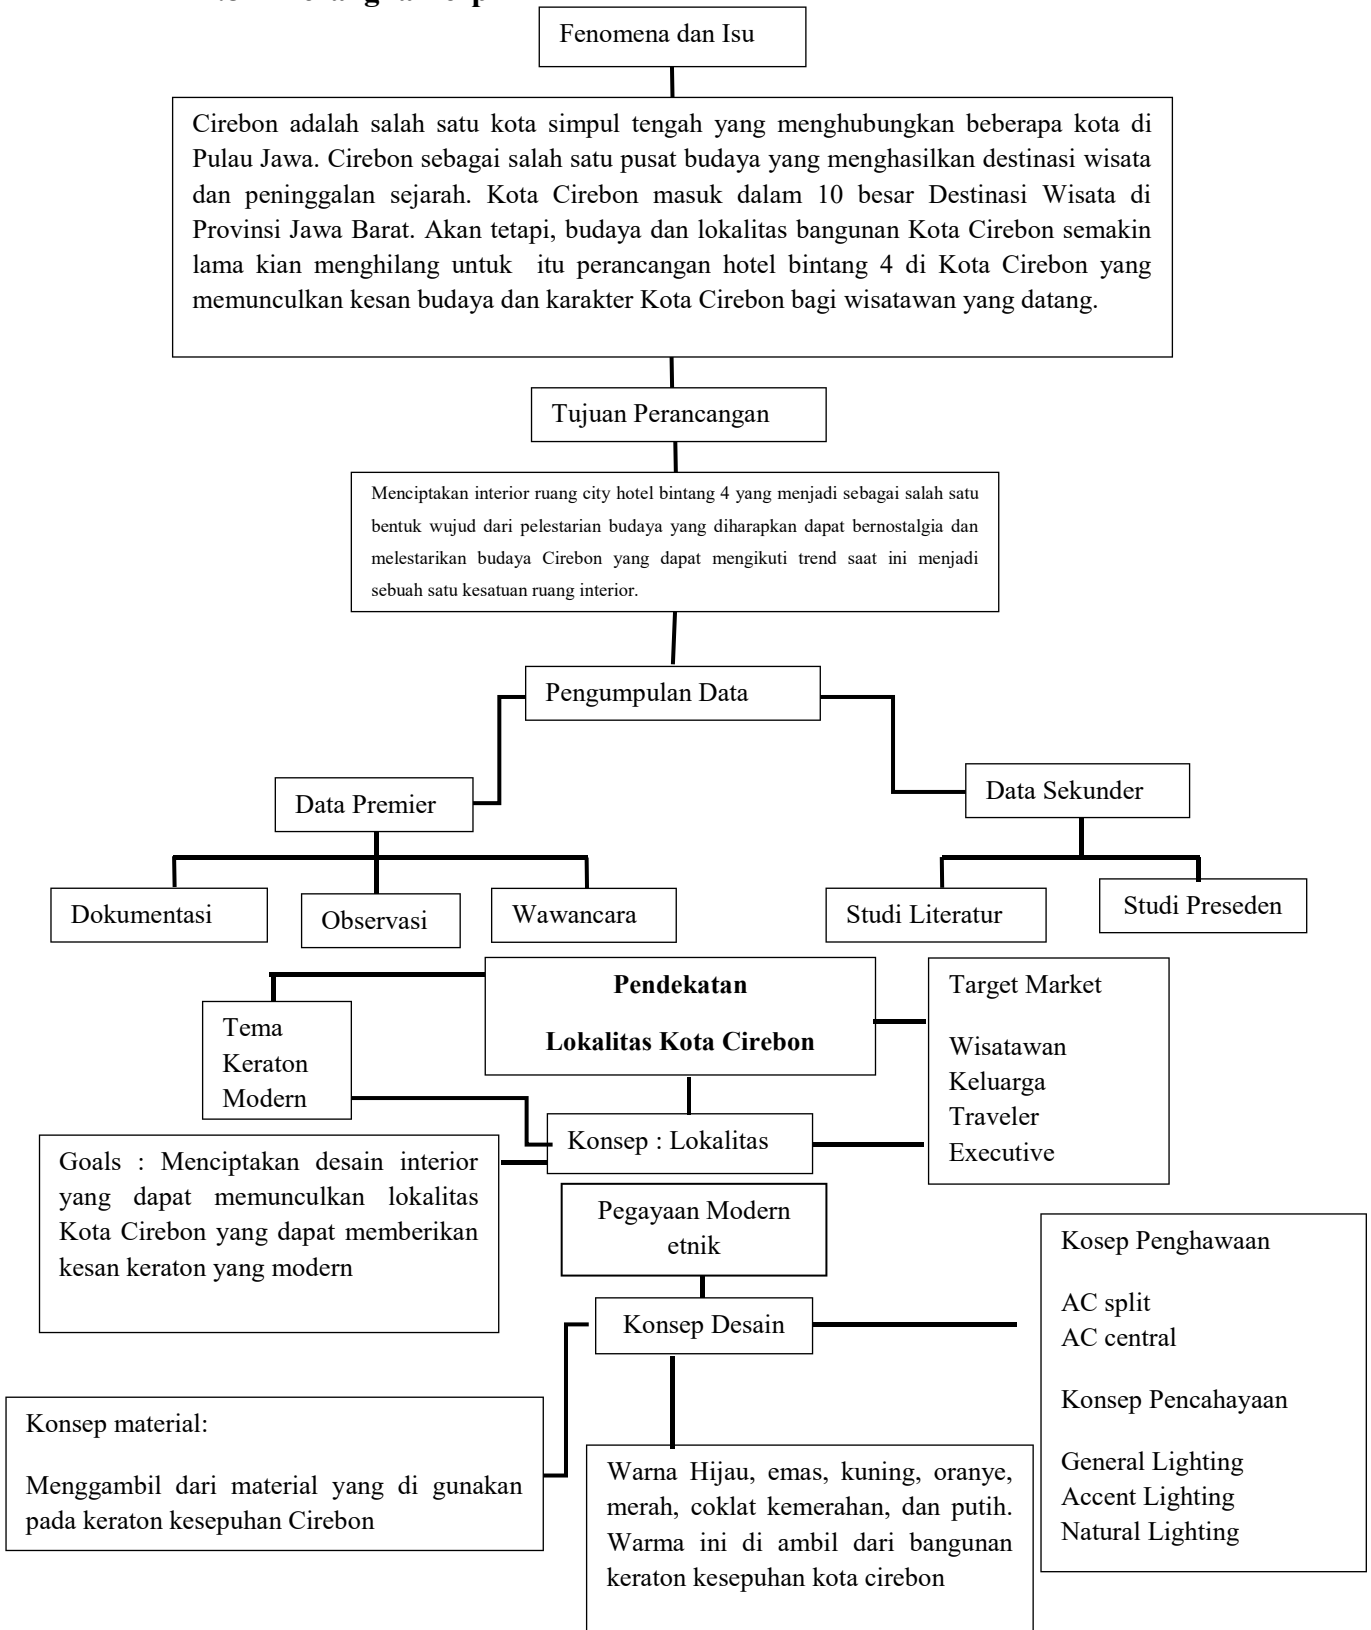 Fenomena dan Isu
Cirebon adalah salah satu kota simpul tengah yang menghubungkan beberapa kota di
Pulau Jawa. Cirebon sebagai salah satu pusat budaya yang menghasilkan destinasi wisata
dan peninggalan sejarah. Kota Cirebon masuk dalam 10 besar Destinasi Wisata di
Provinsi Jawa Barat. Akan tetapi, budaya dan lokalitas bangunan Kota Cirebon semakin
lama kian menghilang untuk itu perancangan hotel bintang 4 di Kota Cirebon yang
memunculkan kesan budaya dan karakter Kota Cirebon bagi wisatawan yang datang.
Tujuan Perancangan
Menciptakan interior ruang city hotel bintang 4 yang menjadi sebagai salah satu
bentuk wujud dari pelestarian budaya yang diharapkan dapat bernostalgia dan
melestarikan budaya Cirebon yang dapat mengikuti trend saat ini menjadi
sebuah satu kesatuan ruang interior.
Pengumpulan Data
Data Premier
Data Sekunder
Dokumentasi
Observasi
Wawancara
Studi Literatur
Studi Preseden
Pendekatan
Lokalitas Kota Cirebon
Target Market
Wisatawan
Keluarga
Traveler
Executive
Tema
Keraton
Modern
Konsep : Lokalitas
Goals : Menciptakan desain interior
yang dapat memunculkan lokalitas
Kota Cirebon yang dapat memberikan
kesan keraton yang modern
Pegayaan Modern
etnik
Konsep Desain
Kosep Penghawaan
AC split
AC central
Konsep Pencahayaan
General Lighting
Accent Lighting
Natural Lighting
Konsep material:
Menggambil dari material yang di gunakan
pada keraton kesepuhan Cirebon
Warna Hijau, emas, kuning, oranye,
merah, coklat kemerahan, dan putih.
Warma ini di ambil dari bangunan
keraton kesepuhan kota cirebon